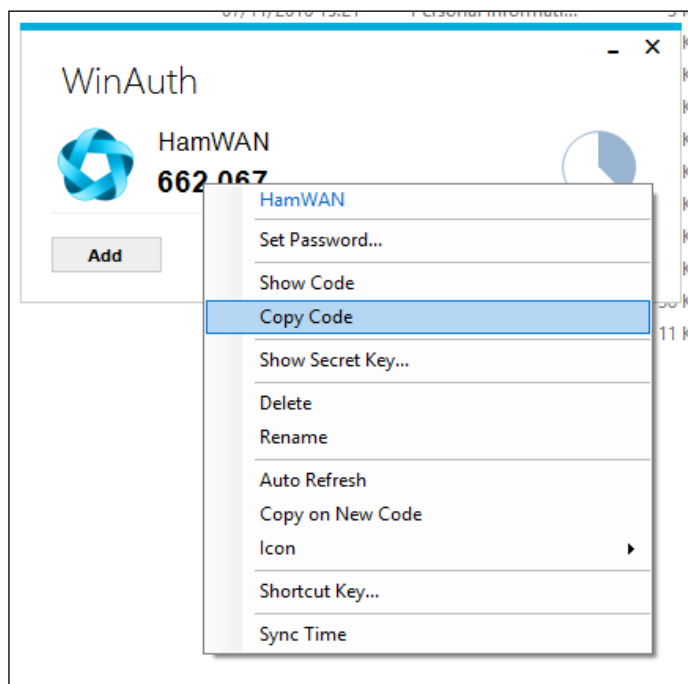 WinAuth
HamWAN
662 067
Add
HamWAN
Set Password...
Show Code
Copy Code
Show Secret Key...
Delete
Rename
Auto Refresh
Copy on New Code
Icon
Shortcut Key...
Sync Time
11 K